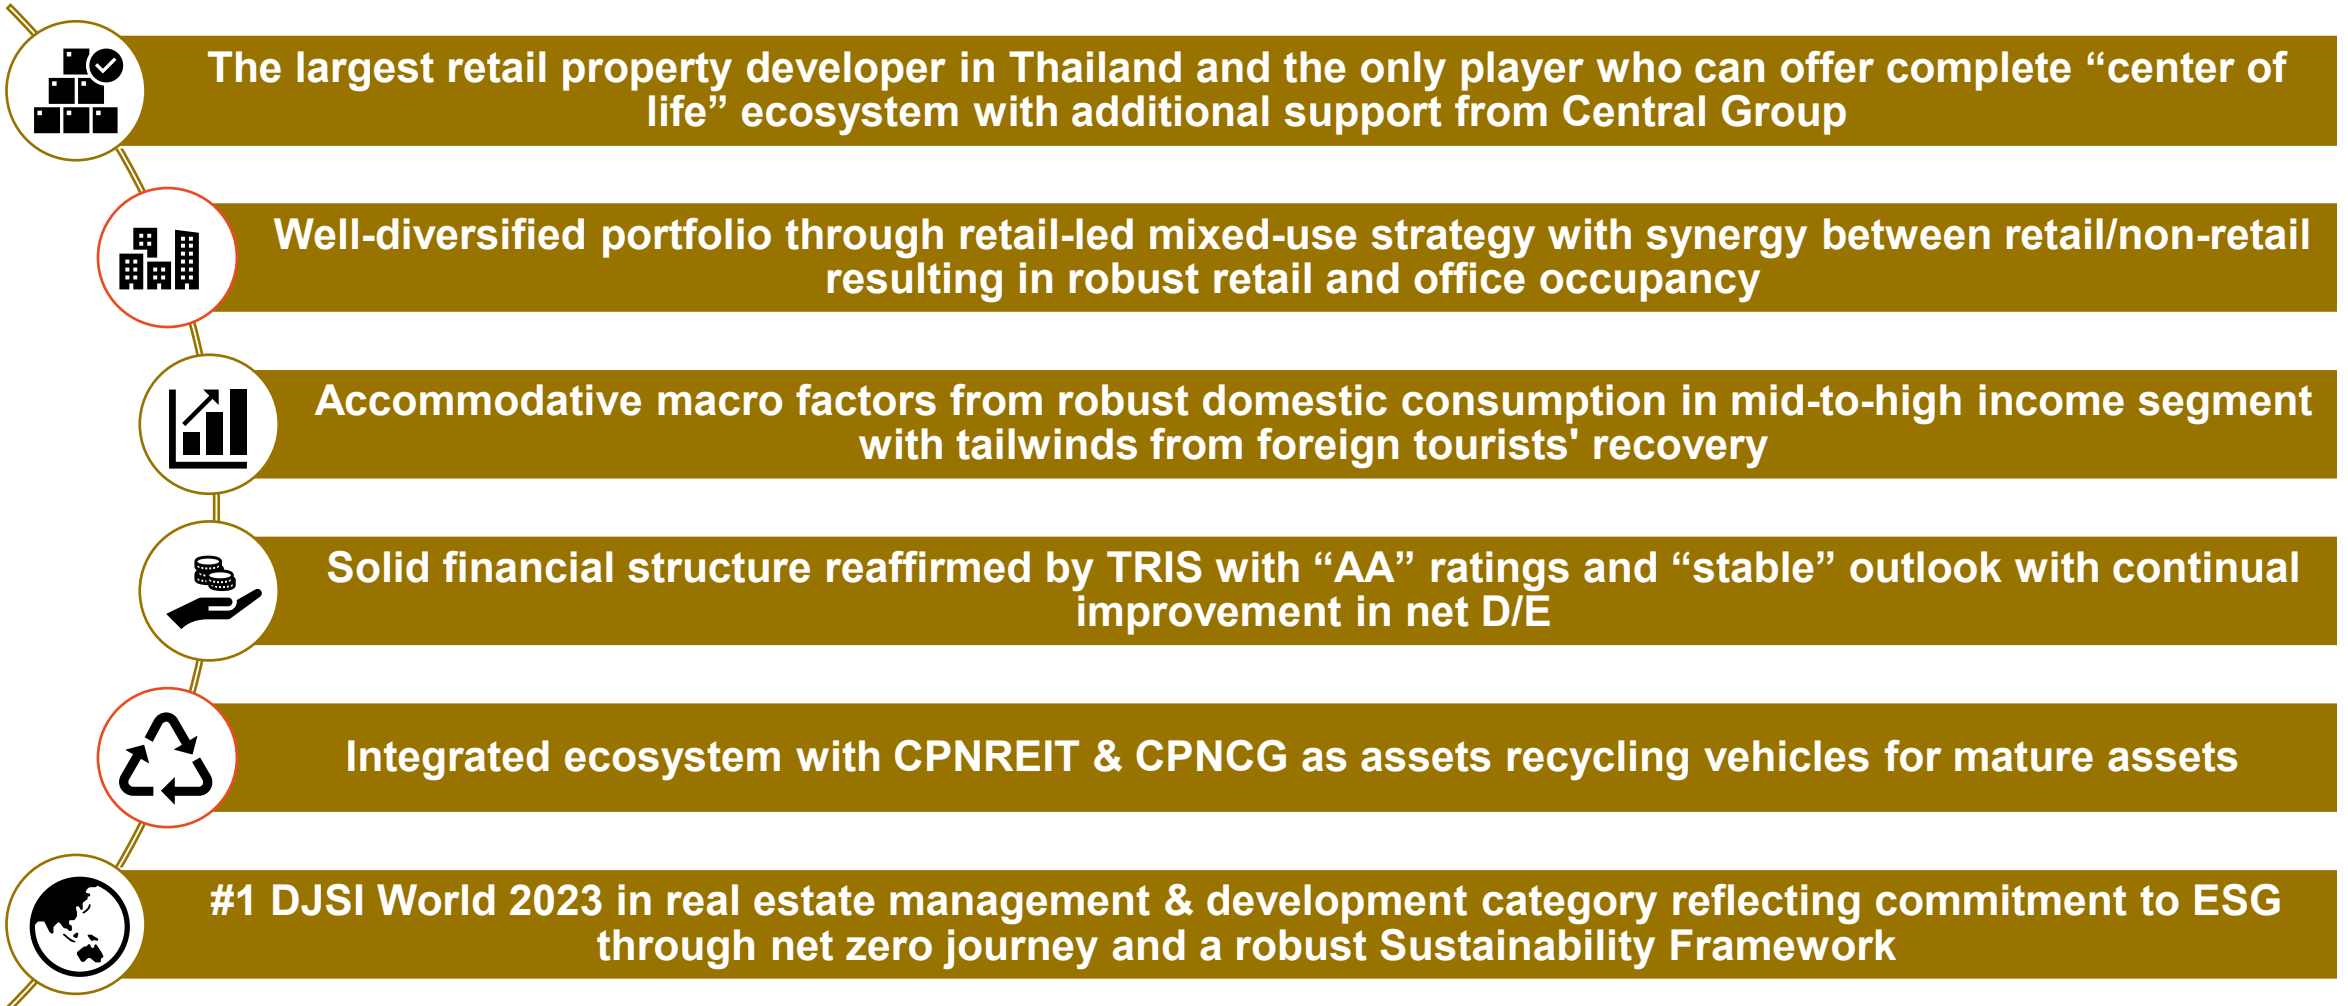 The largest retail property developer in Thailand and the only player who can offer complete “center of
life” ecosystem with additional support from Central Group
Well-diversified portfolio through retail-led mixed-use strategy with synergy between retail/non-retail
resulting in robust retail and office occupancy
Accommodative macro factors from robust domestic consumption in mid-to-high income segment
with tailwinds from foreign tourists' recovery
Solid financial structure reaffirmed by TRIS with “AA” ratings and “stable” outlook with continual
improvement in net D/E
Integrated ecosystem with CPNREIT & CPNCG as assets recycling vehicles for mature assets
#1 DJSI World 2023 in real estate management & development category reflecting commitment to ESG
through net zero journey and a robust Sustainability Framework